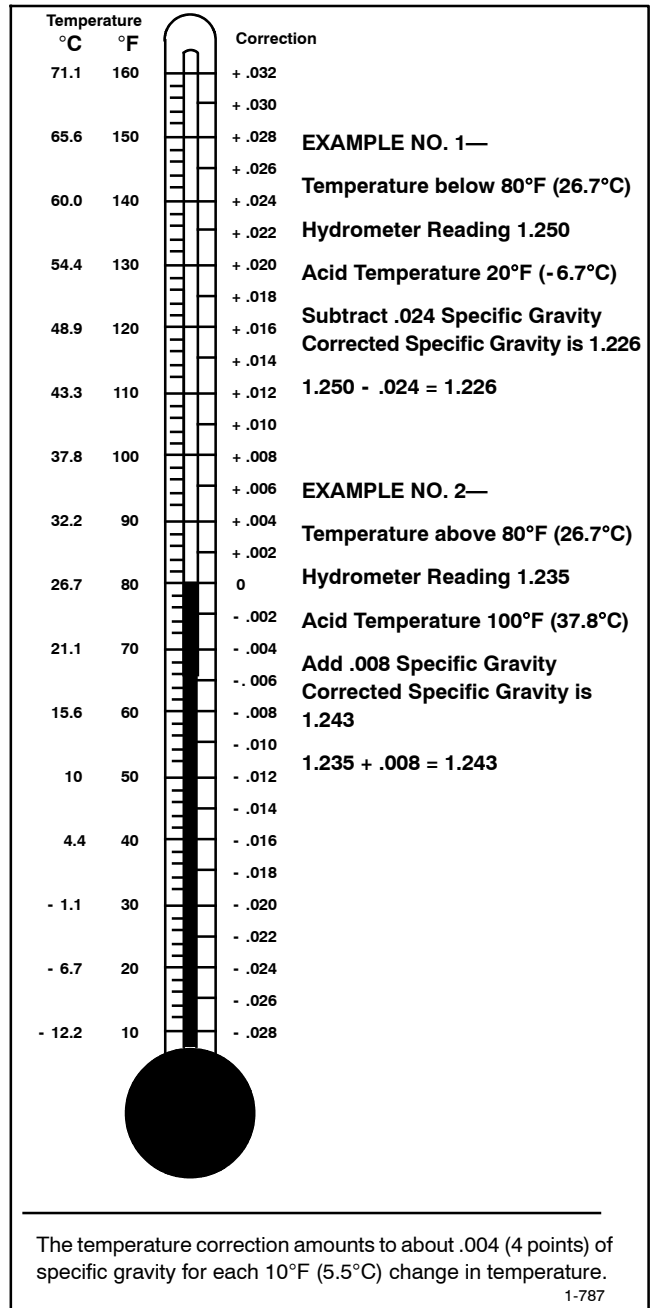 Temperature
°C °F Correction
71.1 160 + .032
+ .030
65.6 150 + .028
+ .026
60.0 140 + .024
+ .022
54.4 130 + .020
+ .018
48.9 120 + .016
+ .014
43.3 110 + .012
+ .010
37.8 100 + .008
+ .006
32.2 90 + .004
+ .002
26.7 80 0
- .002
21.1 70 - .004
-. 006
15.6 60 - .008
- .010
10 50 - .012
- .014
4.4 40 - .016
- .018
- 1.1 30 - .020
- .022
- 6.7 20 - .024
- .026
- 12.2 10 - .028
EXAMPLE NO. 1—
Temperature below 80°F (26.7°C)
Hydrometer Reading 1.250
Acid Temperature 20°F (- 6.7°C)
Subtract .024 Specific Gravity
Corrected Specific Gravity is 1.226
1.250 - .024 = 1.226
EXAMPLE NO. 2—
Temperature above 80°F (26.7°C)
Hydrometer Reading 1.235
Acid Temperature 100°F (37.8°C)
Add .008 Specific Gravity
Corrected Specific Gravity is
1.243
1.235 + .008 = 1.243
The temperature correction amounts to about .004 (4 points) of
specific gravity for each 10°F (5.5°C) change in temperature.
1-787